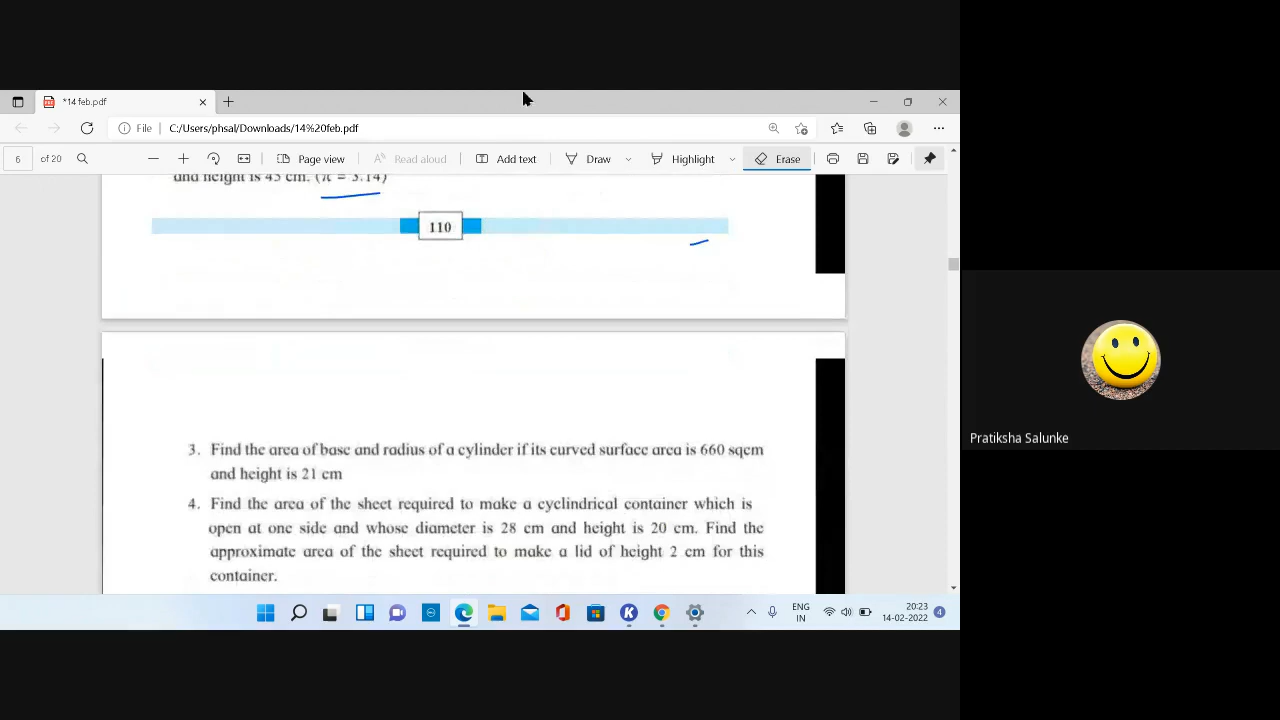 *14 feb.pdf
File C:/Users/phsal/Downloads/14%20feb.pdf
6 of 20 Page view Read aloud Add text Draw Highlight Erase
and height is 45 cm. (π = 3.14)
110
3. Find the area of base and radius of a cylinder if its curved surface area is 660 sqcm
and height is 21 cm
4. Find the area of the sheet required to make a cyclindrical container which is
open at one side and whose diameter is 28 cm and height is 20 cm. Find the
approximate area of the sheet required to make a lid of height 2 cm for this
container.
Pratiksha Salunke
ENG
IN
20:23
14-02-2022
4